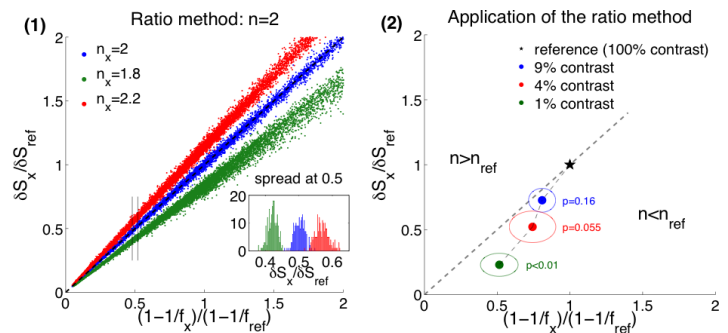 (1)
Ratio method: n=2
n_x=2
n_x=1.8
n_x=2.2
δS_x/δS_ref
2
1.5
1
0.5
0
0
0.5
1
1.5
2
(1−1/f_x)/(1−1/f_ref)
spread at 0.5
20
10
0
0.4
0.5
0.6
δS_x/δS_ref
(2)
Application of the ratio method
reference (100% contrast)
9% contrast
4% contrast
1% contrast
δS_x/δS_ref
2
1.5
1
0.5
0
n>n_ref
n<n_ref
p=0.16
p=0.055
p<0.01
0
0.5
1
1.5
2
(1−1/f_x)/(1−1/f_ref)